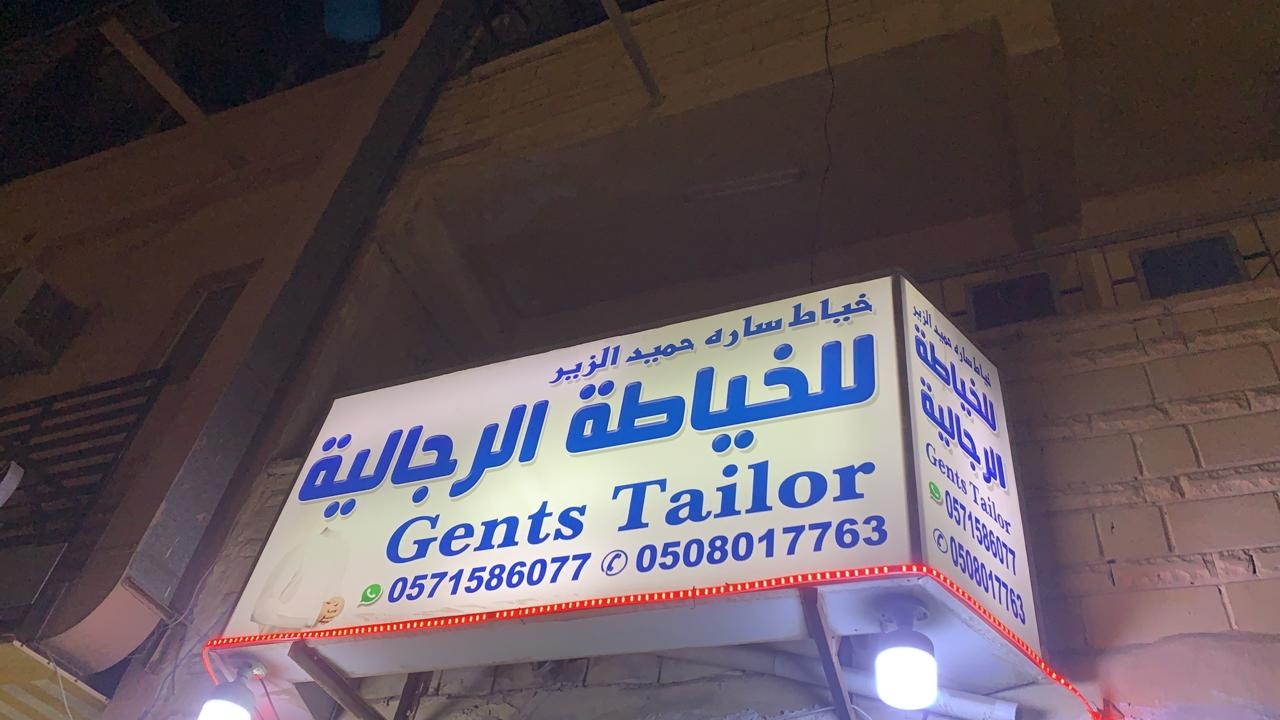 خياط ساره حميد الزير
للخياطة الرجالية
Gents Tailor
0571586077 0508017763
خياط ساره حميد الزير
للخياطة
الرجالية
Gents Tailor
0571586077
0508017763